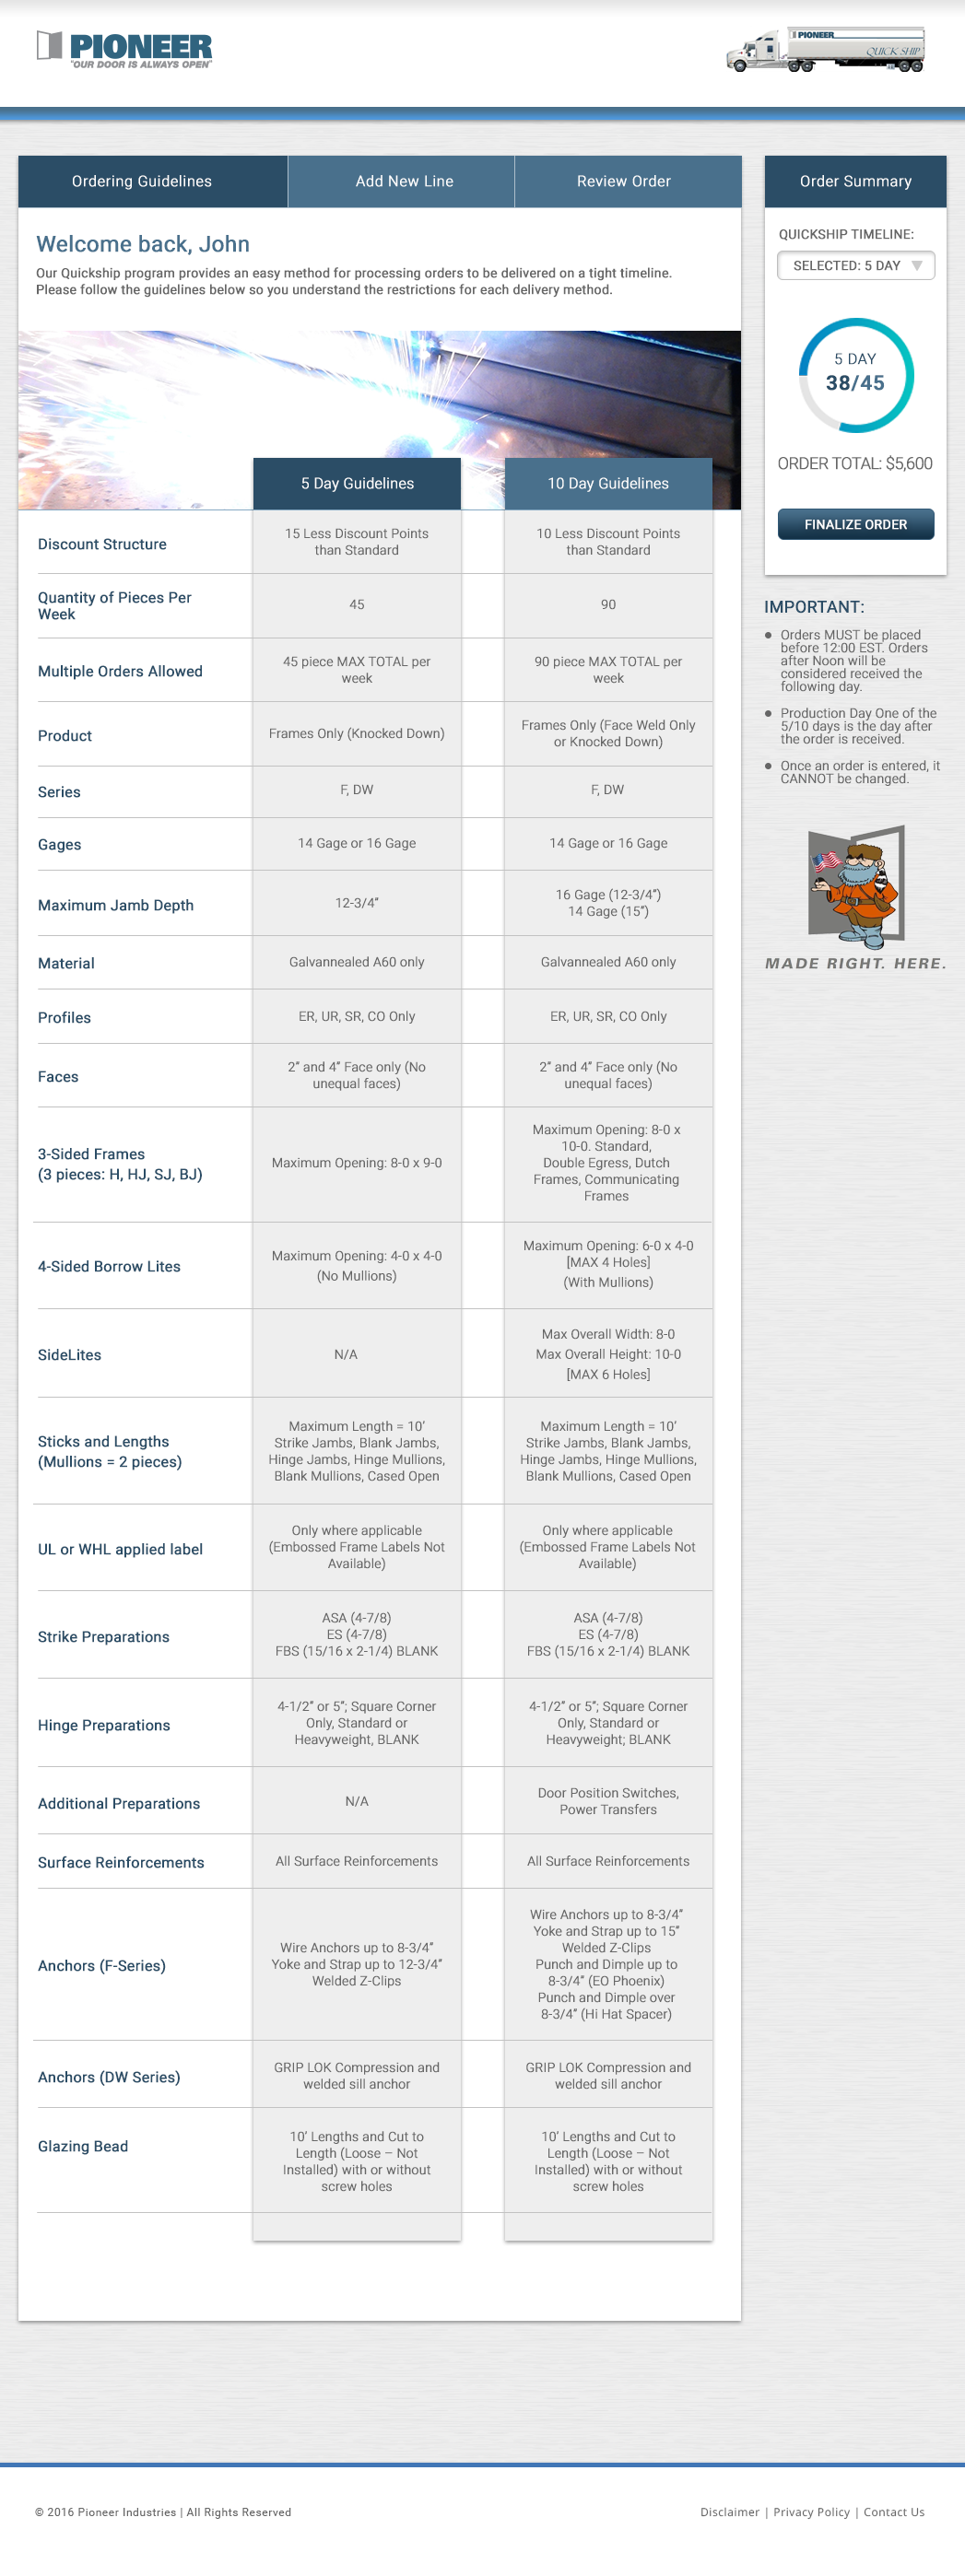 PIONEER
"OUR DOOR IS ALWAYS OPEN"
PIONEER
QUICK SHIP
Ordering Guidelines
Add New Line
Review Order
Order Summary
Welcome back, John
Our Quickship program provides an easy method for processing orders to be delivered on a tight timeline.
Please follow the guidelines below so you understand the restrictions for each delivery method.
QUICKSHIP TIMELINE:
SELECTED: 5 DAY
5 DAY
38/45
ORDER TOTAL: $5,600
FINALIZE ORDER
IMPORTANT:
Orders MUST be placed
before 12:00 EST. Orders
after Noon will be
considered received the
following day.
Production Day One of the
5/10 days is the day after
the order is received.
Once an order is entered, it
CANNOT be changed.
MADE RIGHT. HERE.
5 Day Guidelines
10 Day Guidelines
Discount Structure
15 Less Discount Points
than Standard
10 Less Discount Points
than Standard
Quantity of Pieces Per
Week
45
90
Multiple Orders Allowed
45 piece MAX TOTAL per
week
90 piece MAX TOTAL per
week
Product
Frames Only (Knocked Down)
Frames Only (Face Weld Only
or Knocked Down)
Series
F, DW
F, DW
Gages
14 Gage or 16 Gage
14 Gage or 16 Gage
Maximum Jamb Depth
12-3/4”
16 Gage (12-3/4”)
14 Gage (15”)
Material
Galvannealed A60 only
Galvannealed A60 only
Profiles
ER, UR, SR, CO Only
ER, UR, SR, CO Only
Faces
2” and 4” Face only (No
unequal faces)
2” and 4” Face only (No
unequal faces)
3-Sided Frames
(3 pieces: H, HJ, SJ, BJ)
Maximum Opening: 8-0 x 9-0
Maximum Opening: 8-0 x
10-0. Standard,
Double Egress, Dutch
Frames, Communicating
Frames
4-Sided Borrow Lites
Maximum Opening: 4-0 x 4-0
(No Mullions)
Maximum Opening: 6-0 x 4-0
[MAX 4 Holes]
(With Mullions)
SideLites
N/A
Max Overall Width: 8-0
Max Overall Height: 10-0
[MAX 6 Holes]
Sticks and Lengths
(Mullions = 2 pieces)
Maximum Length = 10’
Strike Jambs, Blank Jambs,
Hinge Jambs, Hinge Mullions,
Blank Mullions, Cased Open
Maximum Length = 10’
Strike Jambs, Blank Jambs,
Hinge Jambs, Hinge Mullions,
Blank Mullions, Cased Open
UL or WHL applied label
Only where applicable
(Embossed Frame Labels Not
Available)
Only where applicable
(Embossed Frame Labels Not
Available)
Strike Preparations
ASA (4-7/8)
ES (4-7/8)
FBS (15/16 x 2-1/4) BLANK
ASA (4-7/8)
ES (4-7/8)
FBS (15/16 x 2-1/4) BLANK
Hinge Preparations
4-1/2” or 5”; Square Corner
Only, Standard or
Heavyweight, BLANK
4-1/2” or 5”; Square Corner
Only, Standard or
Heavyweight; BLANK
Additional Preparations
N/A
Door Position Switches,
Power Transfers
Surface Reinforcements
All Surface Reinforcements
All Surface Reinforcements
Anchors (F-Series)
Wire Anchors up to 8-3/4”
Yoke and Strap up to 12-3/4”
Welded Z-Clips
Wire Anchors up to 8-3/4”
Yoke and Strap up to 15”
Welded Z-Clips
Punch and Dimple up to
8-3/4” (EO Phoenix)
Punch and Dimple over
8-3/4” (Hi Hat Spacer)
Anchors (DW Series)
GRIP LOK Compression and
welded sill anchor
GRIP LOK Compression and
welded sill anchor
Glazing Bead
10’ Lengths and Cut to
Length (Loose – Not
Installed) with or without
screw holes
10’ Lengths and Cut to
Length (Loose – Not
Installed) with or without
screw holes
© 2016 Pioneer Industries | All Rights Reserved
Disclaimer | Privacy Policy | Contact Us